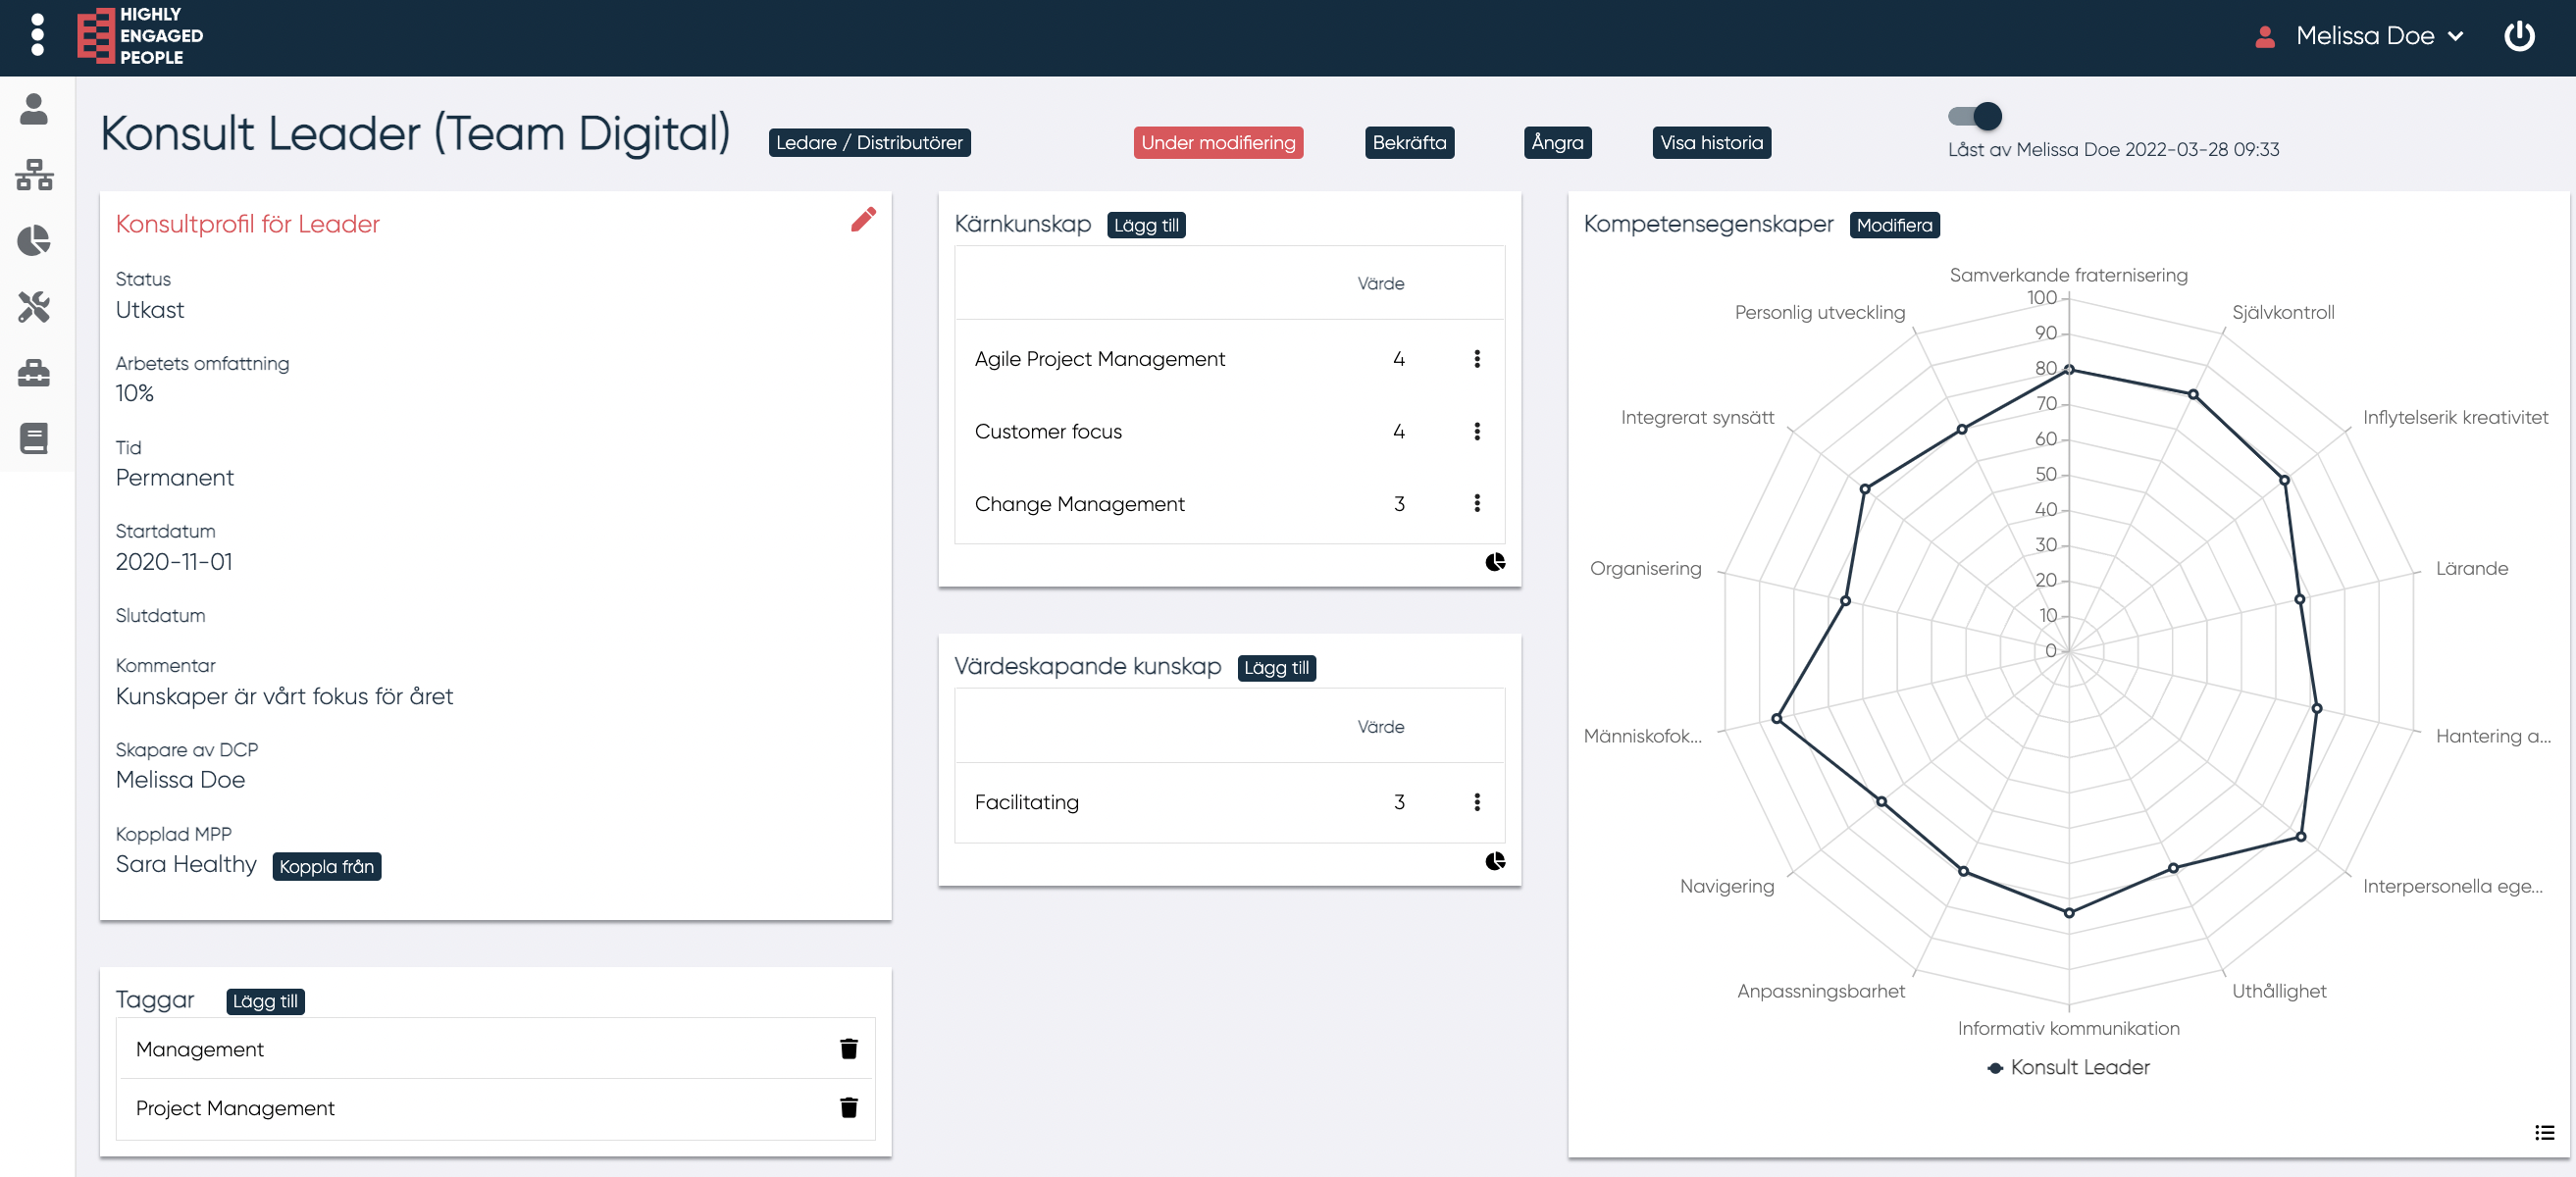 HIGHLY
ENGAGED
PEOPLE
Melissa Doe
Konsult Leader (Team Digital)
Ledare / Distributörer
Under modifiering
Bekräfta
Ångra
Visa historia
Låst av Melissa Doe 2022-03-28 09:33
Konsultprofil för Leader
Status
Utkast
Arbetets omfattning
10%
Tid
Permanent
Startdatum
2020-11-01
Slutdatum
Kommentar
Kunskaper är vårt fokus för året
Skapare av DCP
Melissa Doe
Kopplad MPP
Sara Healthy Koppla från
Taggar Lägg till
Management
Project Management
Kärnkunskap Lägg till
Värde
Agile Project Management 4
Customer focus 4
Change Management 3
Värdeskapande kunskap Lägg till
Värde
Facilitating 3
Kompetensegenskaper Modifiera
Samverkande fraternisering
Självkontroll
Inflytelserik kreativitet
Lärande
Hantering a...
Interpersonella ege...
Uthållighet
Informativ kommunikation
Anpassningsbarhet
Navigering
Människofok...
Organisering
Integrerat synsätt
Personlig utveckling
100
90
80
70
60
50
40
30
20
10
0
Konsult Leader